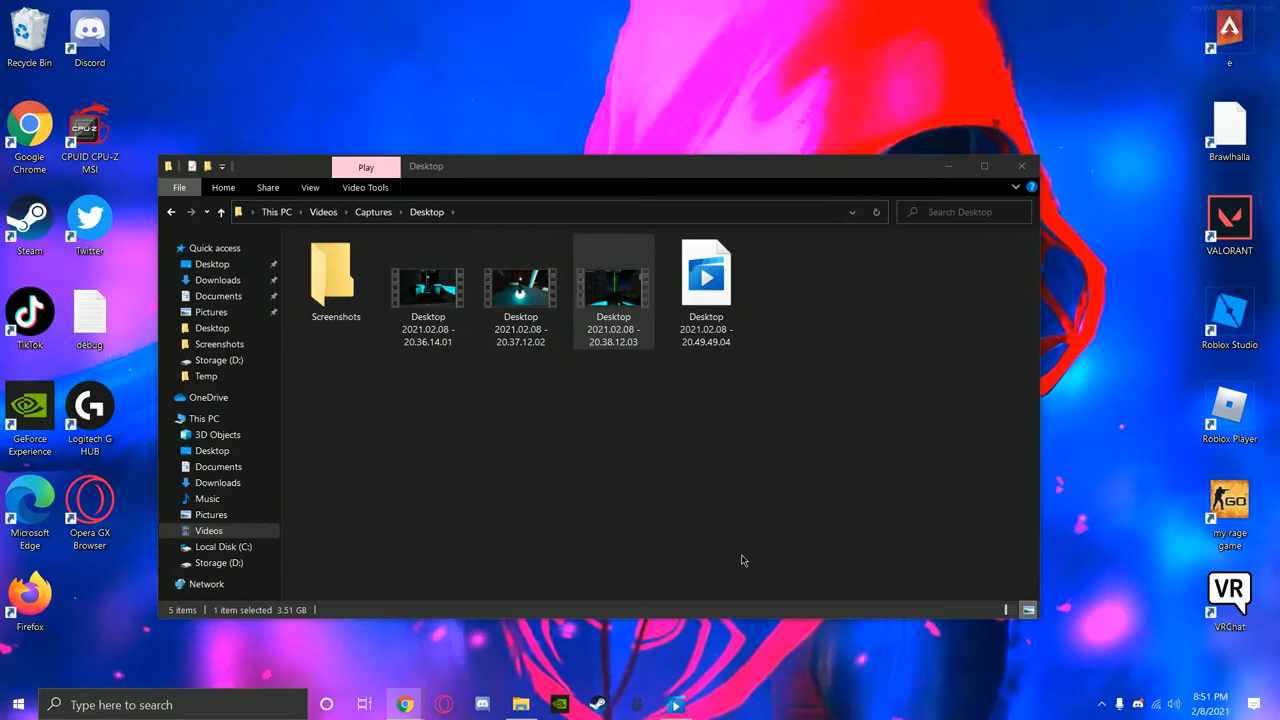 Recycle Bin
Discord
Google Chrome
CPU-Z
CPUID CPU-Z MSI
Steam
Twitter
TikTok
debug
GeForce Experience
Logitech G HUB
Microsoft Edge
Opera GX Browser
Firefox
Play
Desktop
File
Home
Share
View
Video Tools
This PC
Videos
Captures
Desktop
Search Desktop
Quick access
Desktop
Downloads
Documents
Pictures
Desktop
Screenshots
Storage (D:)
Temp
OneDrive
This PC
3D Objects
Desktop
Documents
Downloads
Music
Pictures
Videos
Local Disk (C:)
Storage (D:)
Network
Screenshots
Desktop
2021.02.08 -
20.36.14.01
Desktop
2021.02.08 -
20.37.12.02
Desktop
2021.02.08 -
20.38.12.03
Desktop
2021.02.08 -
20.49.49.04
5 items
1 item selected 3.51 GB
e
Brawlhalla
VALORANT
Roblox Studio
Roblox Player
GO
my rage game
VR
VRChat
Type here to search
8:51 PM
2/8/2021